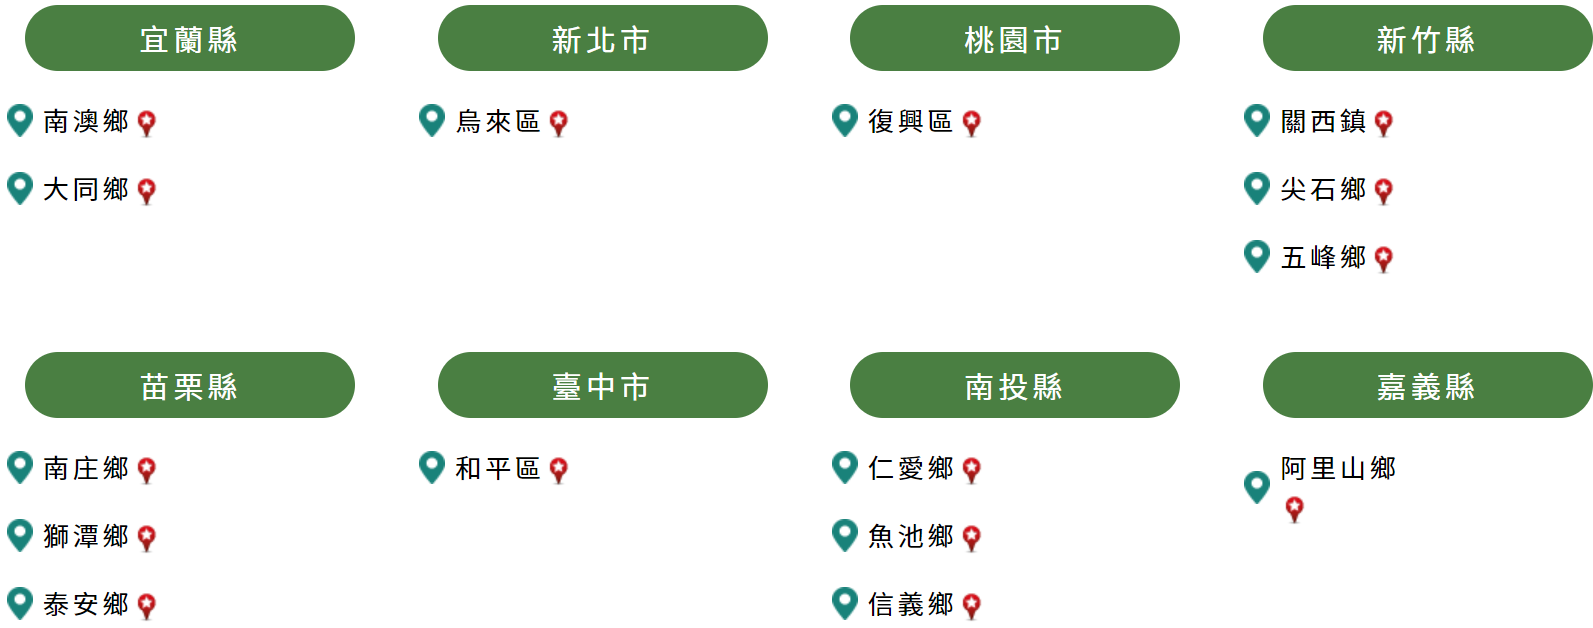 宜蘭縣
南澳鄉
大同鄉
新北市
烏來區
桃園市
復興區
新竹縣
關西鎮
尖石鄉
五峰鄉
苗栗縣
南庄鄉
獅潭鄉
泰安鄉
臺中市
和平區
南投縣
仁愛鄉
魚池鄉
信義鄉
嘉義縣
阿里山鄉